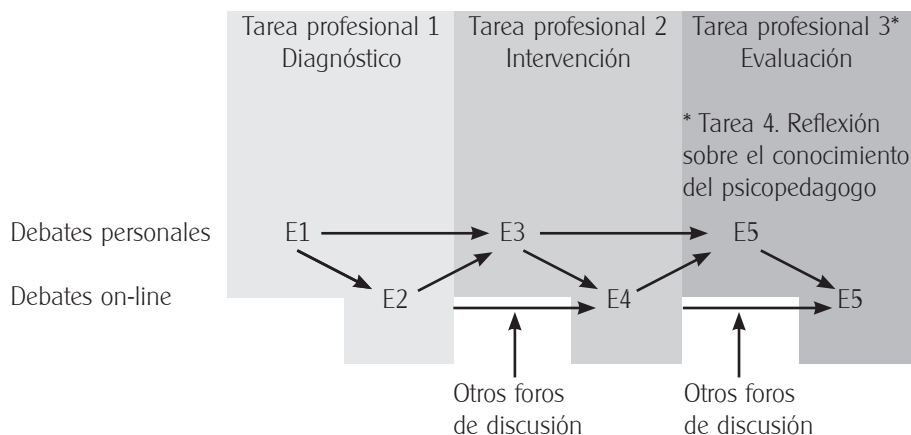 Tarea profesional 1
Diagnóstico
Tarea profesional 2
Intervención
Tarea profesional 3*
Evaluación
* Tarea 4. Reflexión
sobre el conocimiento
del psicopedagogo
Debates personales
E1
E3
E5
Debates on-line
E2
E4
E5
Otros foros
de discusión
Otros foros
de discusión